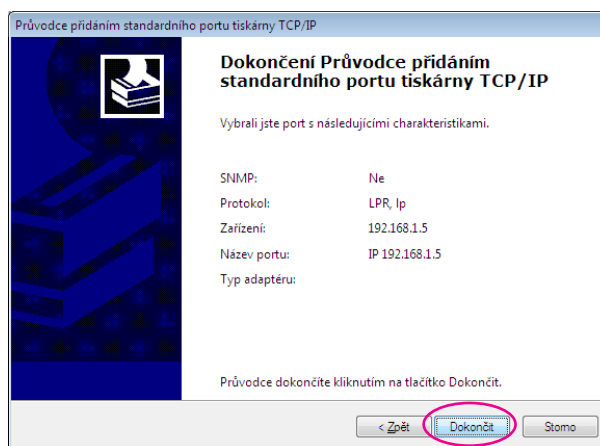 Průvodce přidáním standardního portu tiskárny TCP/IP
Dokončení Průvodce přidáním
standardního portu tiskárny TCP/IP
Vybrali jste port s následujícími charakteristikami.
SNMP: Ne
Protokol: LPR, lp
Zařízení: 192.168.1.5
Název portu: IP 192.168.1.5
Typ adaptéru:
Průvodce dokončíte kliknutím na tlačítko Dokončit.
< Zpět Dokončit Storno